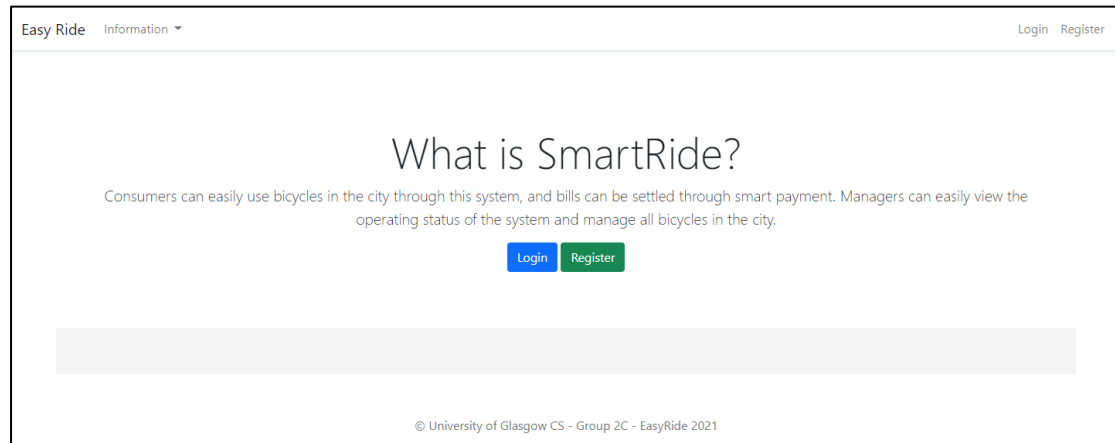 Easy Ride Information Login Register
What is SmartRide?
Consumers can easily use bicycles in the city through this system, and bills can be settled through smart payment. Managers can easily view the
operating status of the system and manage all bicycles in the city.
Login Register
© University of Glasgow CS - Group 2C - EasyRide 2021